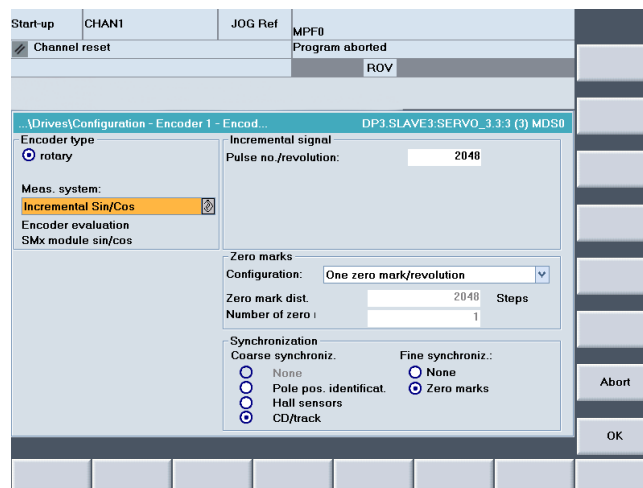 Start-up CHAN1 JOG Ref MPF0
Channel reset Program aborted
ROV
...\Drives\Configuration - Encoder 1 - Encod... DP3.SLAVE3:SERVO_3.3:3 (3) MDS0
Encoder type
rotary
Meas. system:
Incremental Sin/Cos
Encoder evaluation
SMx module sin/cos
Incremental signal
Pulse no./revolution: 2048
Zero marks
Configuration: One zero mark/revolution
Zero mark dist. 2048 Steps
Number of zero 1
Synchronization
Coarse synchroniz. Fine synchroniz.:
None None
Pole pos. identificat. Zero marks
Hall sensors
CD/track
Abort
OK